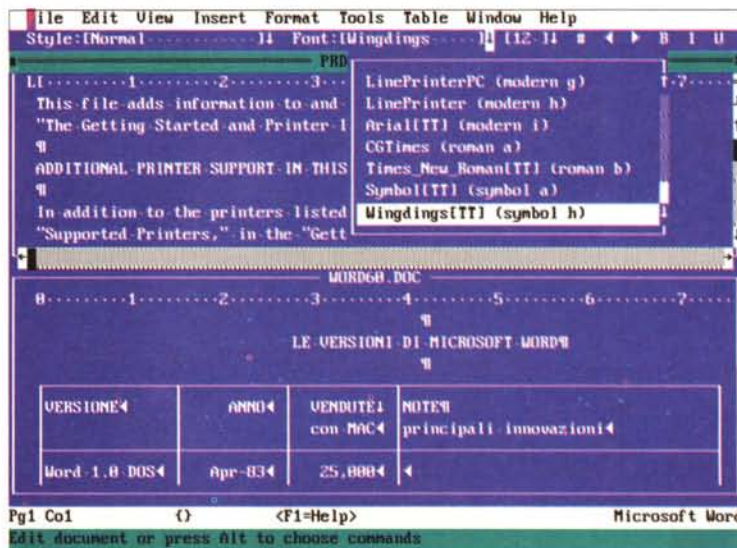 File Edit View Insert Format Tools Table Window Help
Style:[Normal-----------]↓ Font:[Wingdings-----]↓ [12-]↓ B I U
PRD
L[·······1·········2·········3··· ·7·····
This·file·adds·information·to·and·
"The·Getting·Started·and·Printer·I
¶
ADDITIONAL·PRINTER·SUPPORT·IN·THIS
¶
In·addition·to·the·printers·listed
"Supported·Printers,"·in·the·"Gett
LinePrinterPC (modern g)
LinePrinter (modern h)
Arial[TT] (modern i)
CGTimes (roman a)
Times_New_Roman[TT] (roman b)
Symbol[TT] (symbol a)
Wingdings[TT] (symbol h)
WORD60.DOC
0·········1·········2·········3·········4·········5·········6·········7·····
¶
LE·VERSIONI·DI·MICROSOFT·WORD¶
¶
VERSIONE◄ ANNO◄ VENDUTE↓ NOTE¶
con·MAC◄ principali·innovazioni◄
Word·1.0·DOS◄ Apr-83◄ 25,000◄ ◄
Pg1 Co1 {} <F1=Help> Microsoft Word
Edit document or press Alt to choose commands